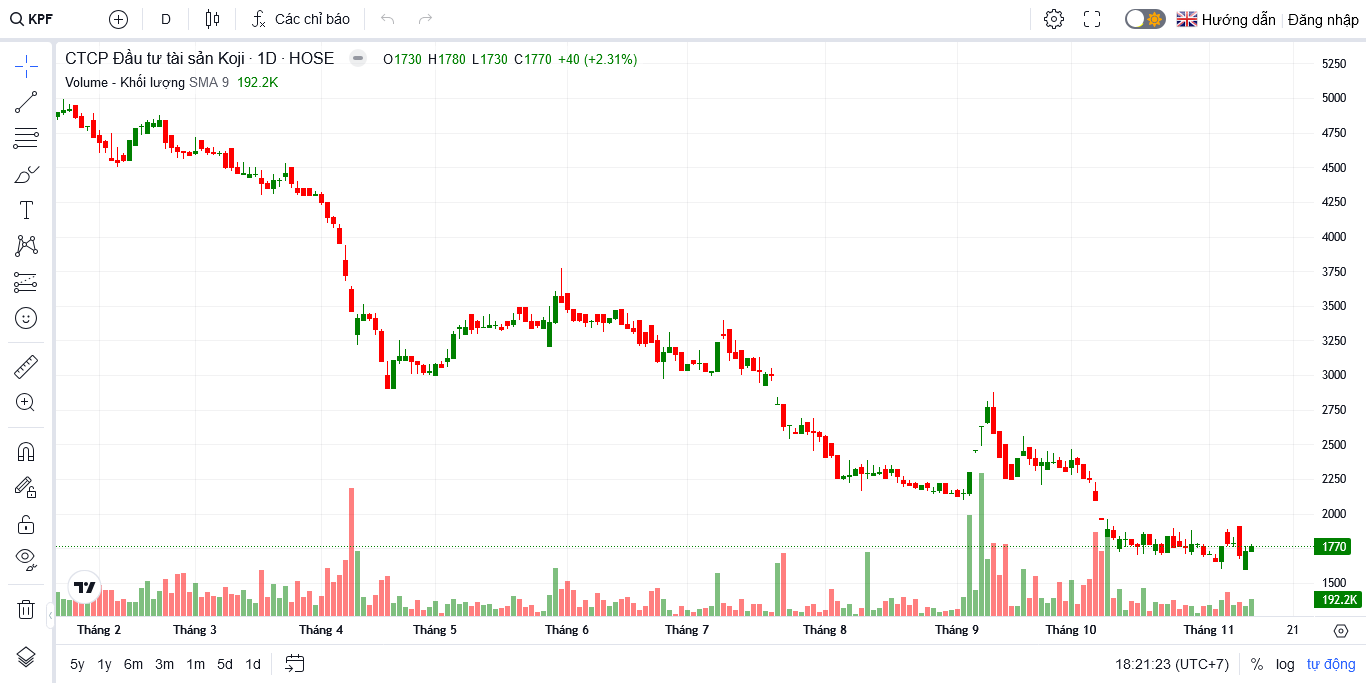 KPF D Các chỉ báo Hướng dẫn Đăng nhập
CTCP Đầu tư tài sản Koji · 1D · HOSE O1730 H1780 L1730 C1770 +40 (+2.31%)
Volume - Khối lượng SMA 9 192.2K
5250
5000
4750
4500
4250
4000
3750
3500
3250
3000
2750
2500
2250
2000
1770
1500
192.2K
Tháng 2 Tháng 3 Tháng 4 Tháng 5 Tháng 6 Tháng 7 Tháng 8 Tháng 9 Tháng 10 Tháng 11 21
5y 1y 6m 3m 1m 5d 1d 18:21:23 (UTC+7) % log tự động